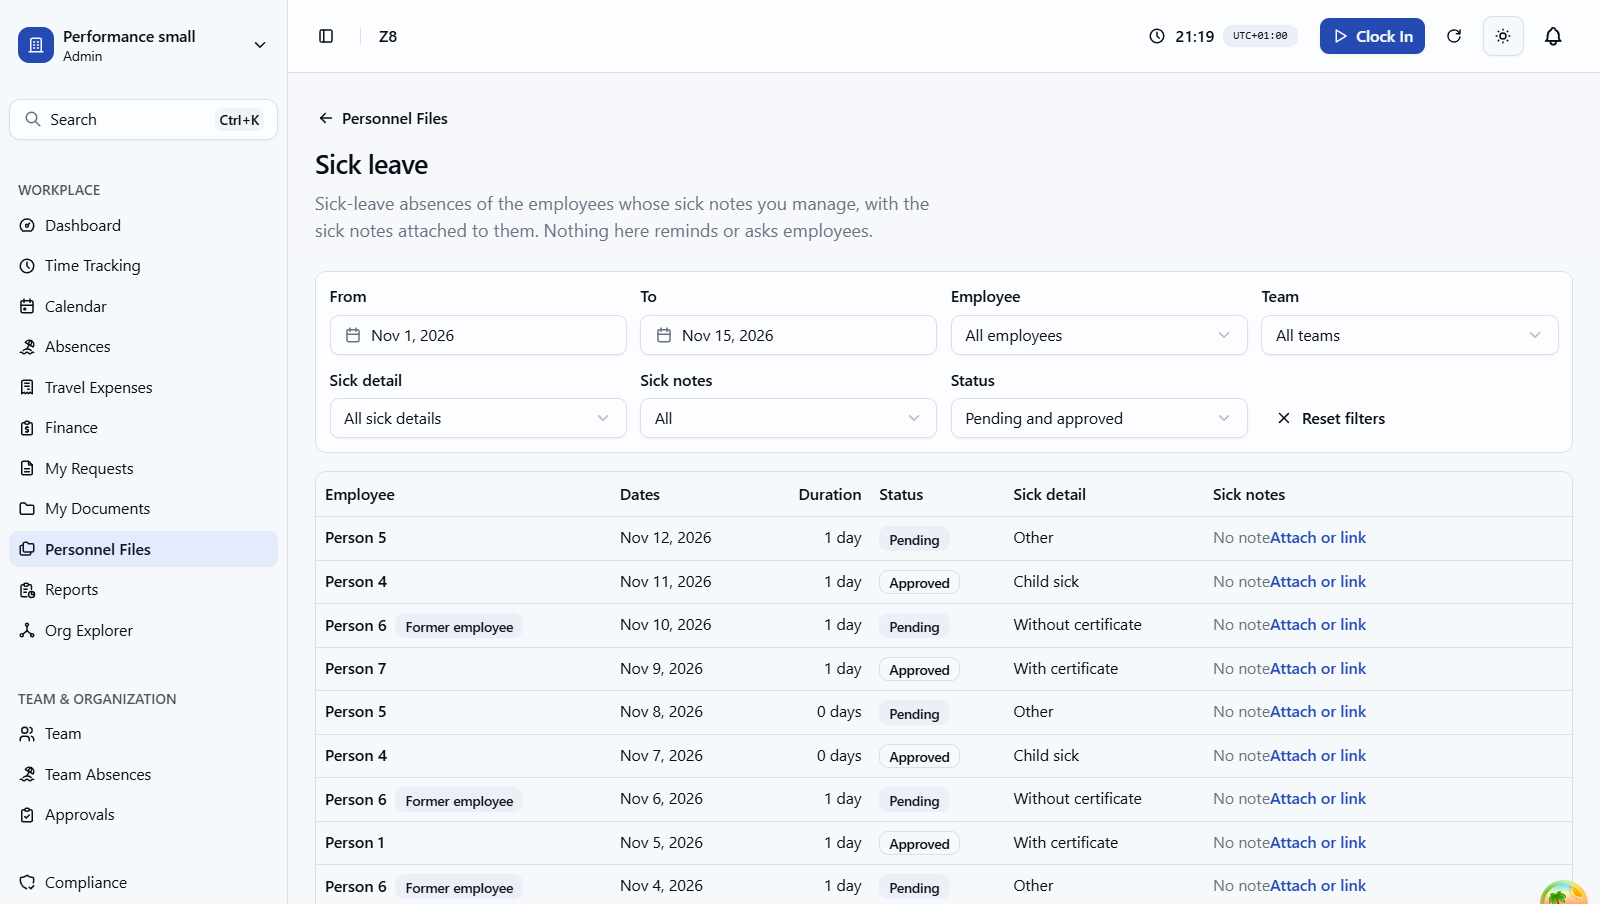 Performance small
Admin
Search
Ctrl+K
WORKPLACE
Dashboard
Time Tracking
Calendar
Absences
Travel Expenses
Finance
My Requests
My Documents
Personnel Files
Reports
Org Explorer
TEAM & ORGANIZATION
Team
Team Absences
Approvals
Compliance
Z8
21:19 UTC+01:00
Clock In
Personnel Files
Sick leave
Sick-leave absences of the employees whose sick notes you manage, with the
sick notes attached to them. Nothing here reminds or asks employees.
From To Employee Team
Nov 1, 2026 Nov 15, 2026 All employees All teams
Sick detail Sick notes Status
All sick details All Pending and approved Reset filters
Employee Dates Duration Status Sick detail Sick notes
Person 5 Nov 12, 2026 1 day Pending Other No noteAttach or link
Person 4 Nov 11, 2026 1 day Approved Child sick No noteAttach or link
Person 6 Former employee Nov 10, 2026 1 day Pending Without certificate No noteAttach or link
Person 7 Nov 9, 2026 1 day Approved With certificate No noteAttach or link
Person 5 Nov 8, 2026 0 days Pending Other No noteAttach or link
Person 4 Nov 7, 2026 0 days Approved Child sick No noteAttach or link
Person 6 Former employee Nov 6, 2026 1 day Pending Without certificate No noteAttach or link
Person 1 Nov 5, 2026 1 day Approved With certificate No noteAttach or link
Person 6 Former employee Nov 4, 2026 1 day Pending Other No noteAttach or link